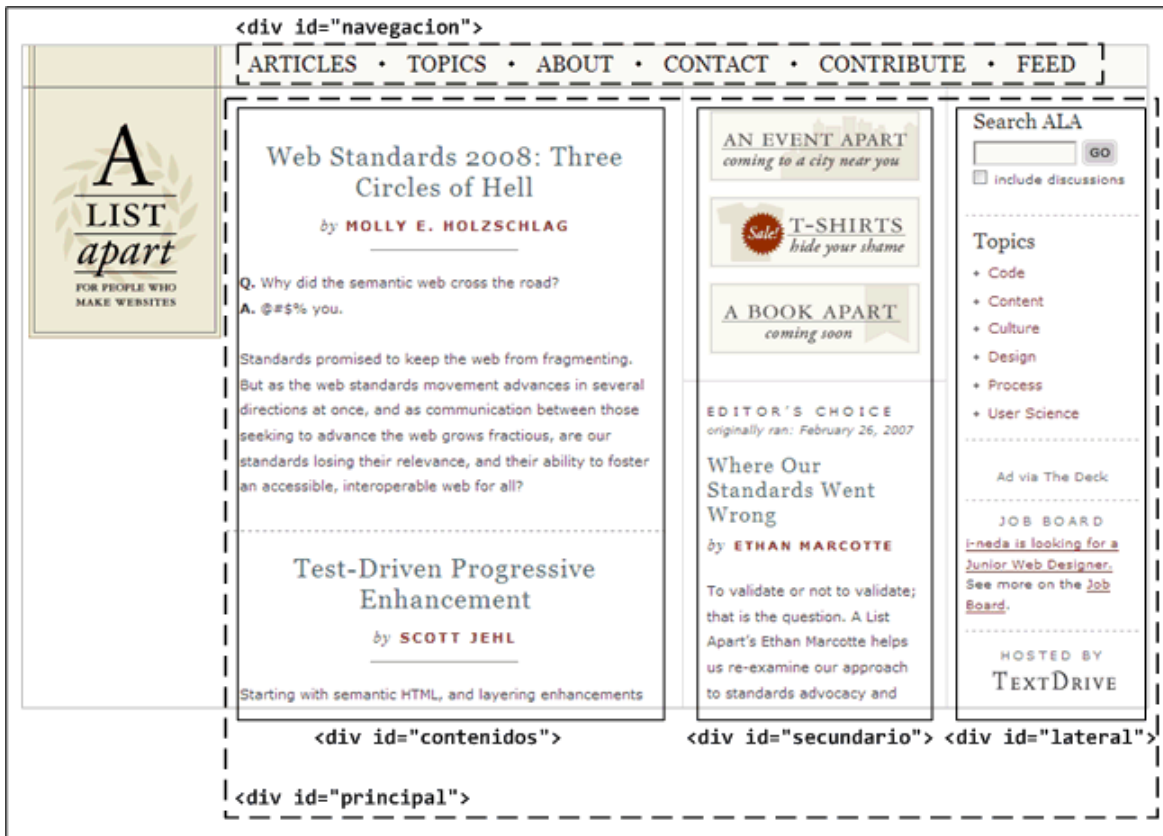 <div id="navegacion">
ARTICLES • TOPICS • ABOUT • CONTACT • CONTRIBUTE • FEED
A
LIST
apart
FOR PEOPLE WHO
MAKE WEBSITES
Web Standards 2008: Three
Circles of Hell
by MOLLY E. HOLZSCHLAG
Q. Why did the semantic web cross the road?
A. @#$% you.
Standards promised to keep the web from fragmenting.
But as the web standards movement advances in several
directions at once, and as communication between those
seeking to advance the web grows fractious, are our
standards losing their relevance, and their ability to foster
an accessible, interoperable web for all?
Test-Driven Progressive
Enhancement
by SCOTT JEHL
Starting with semantic HTML, and layering enhancements
AN EVENT APART
coming to a city near you
Sale!
T-SHIRTS
hide your shame
A BOOK APART
coming soon
EDITOR'S CHOICE
originally ran: February 26, 2007
Where Our
Standards Went
Wrong
by ETHAN MARCOTTE
To validate or not to validate;
that is the question. A List
Apart's Ethan Marcotte helps
us re-examine our approach
to standards advocacy and
Search ALA
GO
include discussions
Topics
+ Code
+ Content
+ Culture
+ Design
+ Process
+ User Science
Ad via The Deck
JOB BOARD
i-neda is looking for a
Junior Web Designer.
See more on the Job
Board.
HOSTED BY
TEXTDRIVE
<div id="contenidos">
<div id="secundario">
<div id="lateral">
<div id="principal">